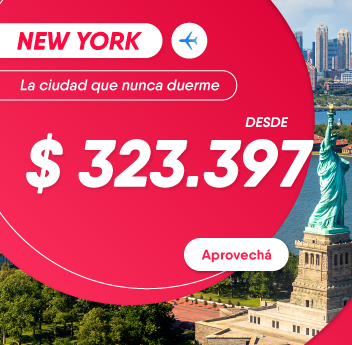 NEW YORK
La ciudad que nunca duerme
DESDE
$ 323.397
Aprovechá